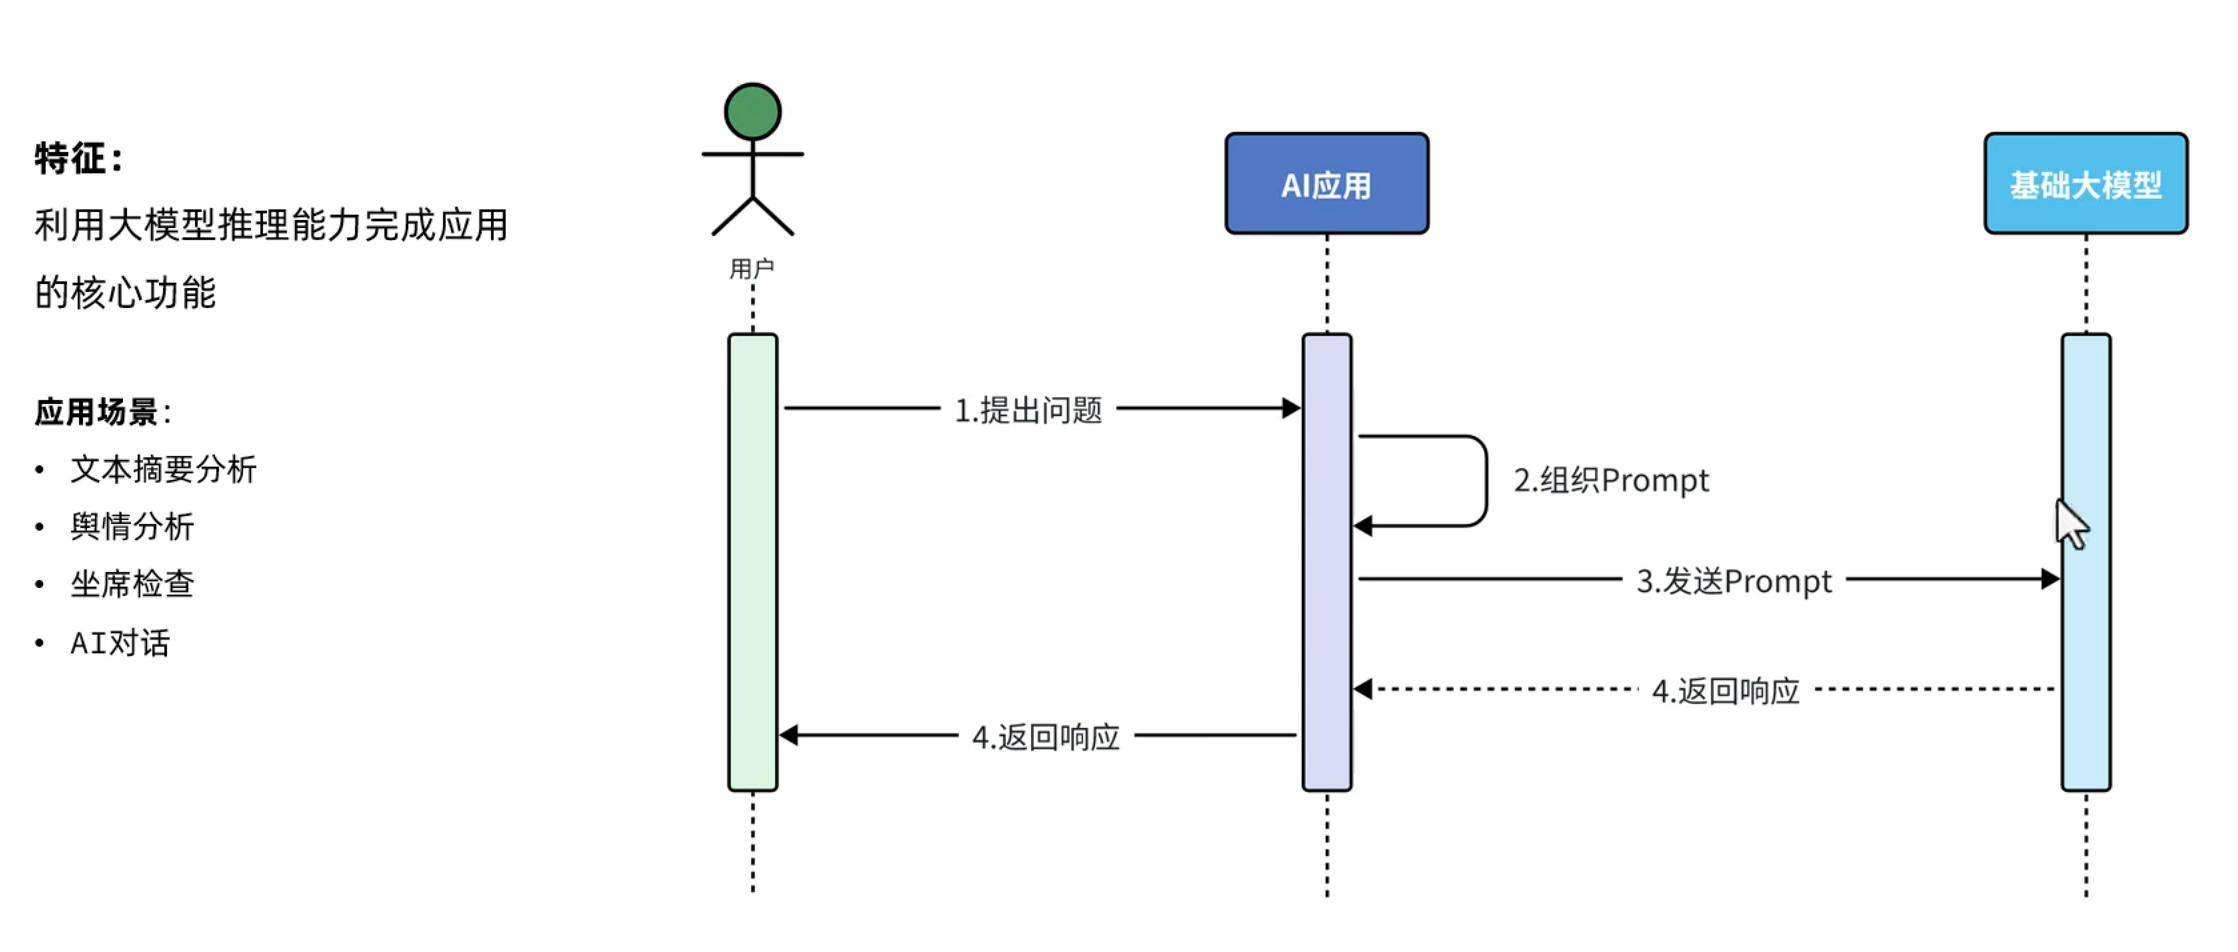 特征：
利用大模型推理能力完成应用
的核心功能
应用场景：
• 文本摘要分析
• 舆情分析
• 坐席检查
• AI对话
用户
AI应用
基础大模型
1.提出问题
2.组织Prompt
3.发送Prompt
4.返回响应
4.返回响应